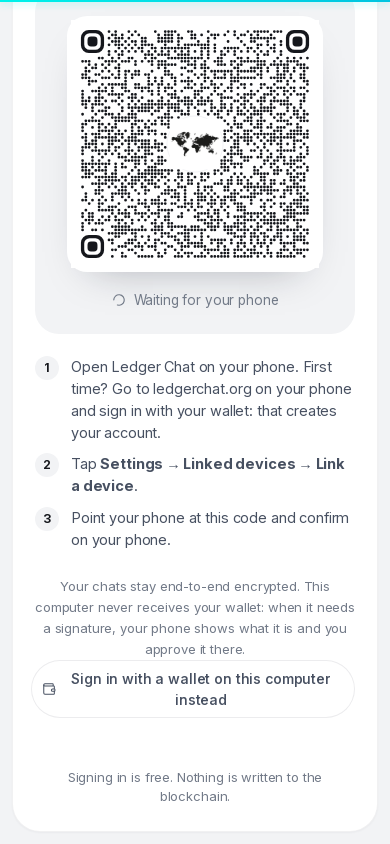 Waiting for your phone
1 Open Ledger Chat on your phone. First
time? Go to ledgerchat.org on your phone
and sign in with your wallet: that creates
your account.
2 Tap Settings → Linked devices → Link
a device.
3 Point your phone at this code and confirm
on your phone.
Your chats stay end-to-end encrypted. This
computer never receives your wallet: when it needs
a signature, your phone shows what it is and you
approve it there.
Sign in with a wallet on this computer
instead
Signing in is free. Nothing is written to the
blockchain.